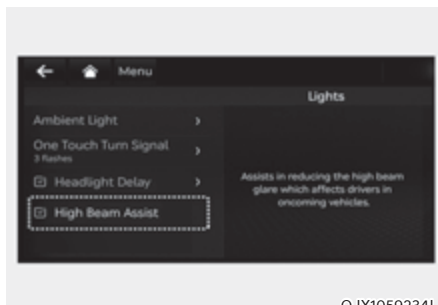 Menu
Lights
Ambient Light
One Touch Turn Signal
3 flashes
Headlight Delay
High Beam Assist
Assists in reducing the high beam
glare which affects drivers in
oncoming vehicles.